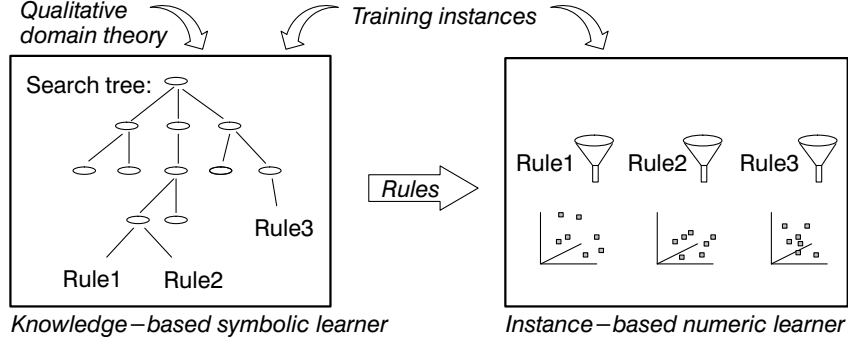 Qualitative
domain theory
Training instances
Search tree:
Rule3
Rule1 Rule2
Knowledge–based symbolic learner
Rules
Rule1 Rule2 Rule3
Instance–based numeric learner